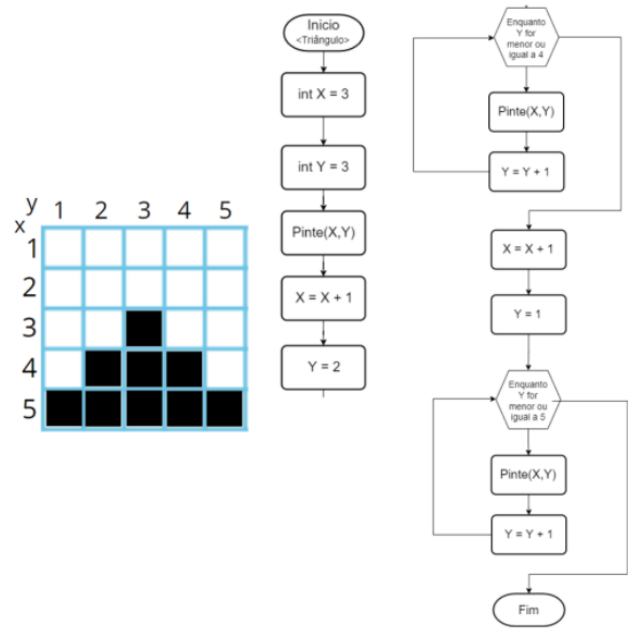 y
x
1 2 3 4 5
1
2
3
4
5
Inicio
<Triângulo>
int X = 3
int Y = 3
Pinte(X,Y)
X = X + 1
Y = 2
Enquanto
Y for
menor ou
igual a 4
Pinte(X,Y)
Y = Y + 1
X = X + 1
Y = 1
Enquanto
Y for
menor ou
igual a 5
Pinte(X,Y)
Y = Y + 1
Fim